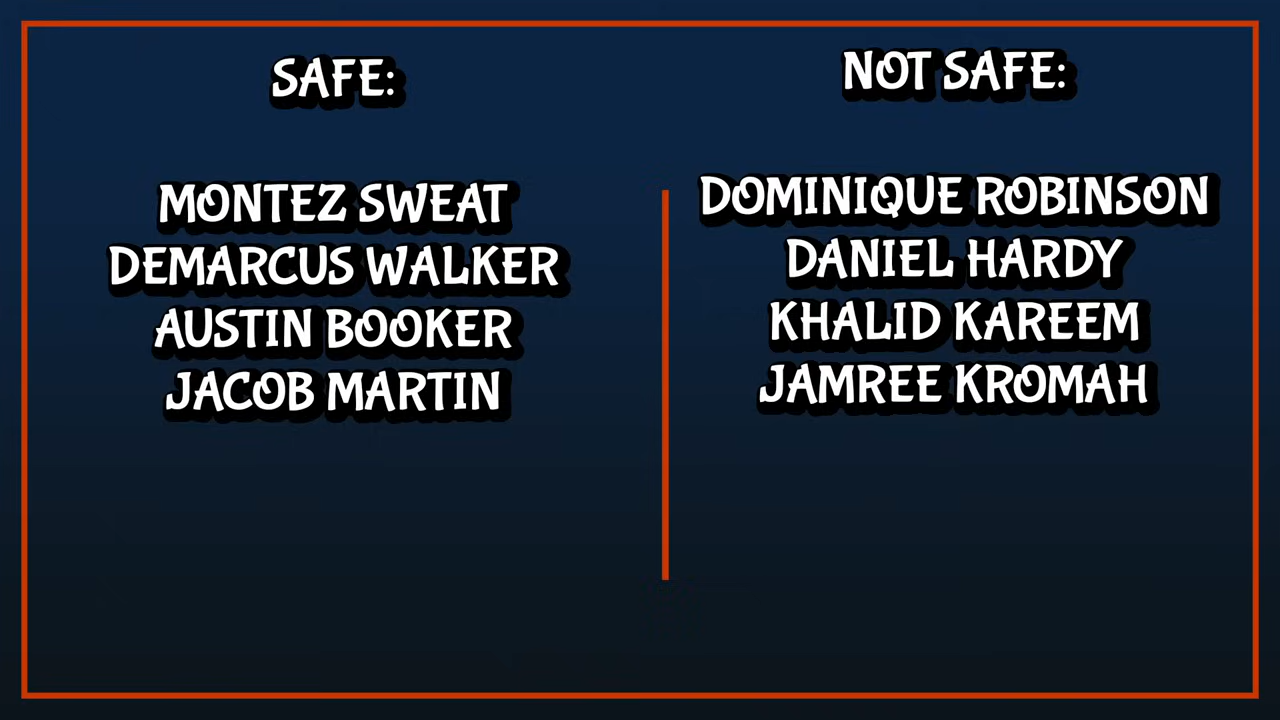 SAFE:
MONTEZ SWEAT
DEMARCUS WALKER
AUSTIN BOOKER
JACOB MARTIN
NOT SAFE:
DOMINIQUE ROBINSON
DANIEL HARDY
KHALID KAREEM
JAMREE KROMAH